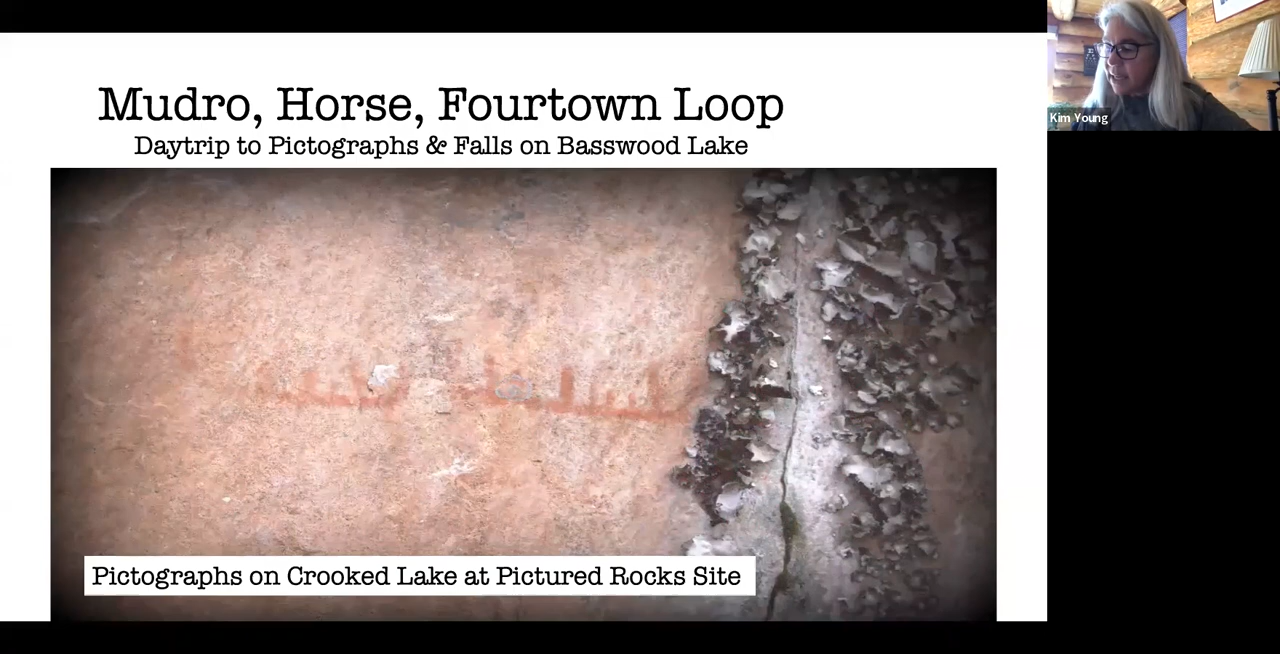 Mudro, Horse, Fourtown Loop
Daytrip to Pictographs & Falls on Basswood Lake
Kim Young
Pictographs on Crooked Lake at Pictured Rocks Site